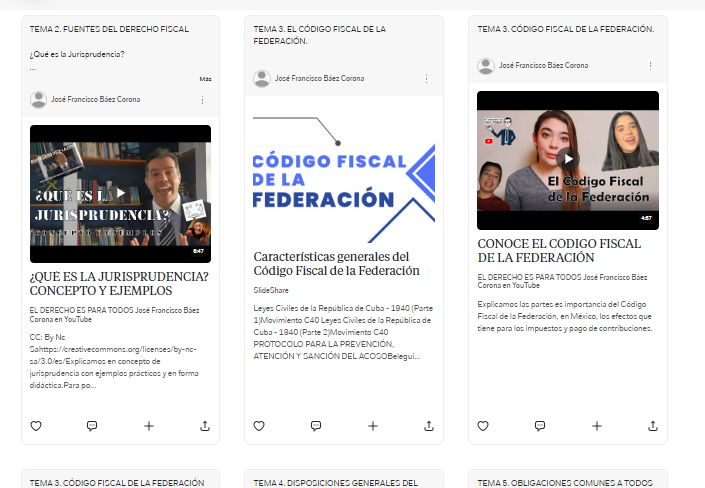 TEMA 2. FUENTES DEL DERECHO FISCAL
¿Qué es la Jurisprudencia?
...
Más
José Francisco Báez Corona
¿QUÉ ES LA
JURISPRUDENCIA?
CONCEPTO Y EJEMPLOS
6:47
¿QUÉ ES LA JURISPRUDENCIA?
CONCEPTO Y EJEMPLOS
EL DERECHO ES PARA TODOS José Francisco Báez
Corona en YouTube
CC: By Nc
Sahttps://creativecommons.org/licenses/by-nc-
sa/3.0/es/Explicamos en concepto de
jurisprudencia con ejemplos prácticos y en forma
didáctica.Para po...
TEMA 3. EL CÓDIGO FISCAL DE LA
FEDERACIÓN.
José Francisco Báez Corona
CÓDIGO FISCAL
DE LA
FEDERACIÓN
Características generales del
Código Fiscal de la Federación
SlideShare
Leyes Civiles de la República de Cuba - 1940 (Parte
1)Movimiento C40 Leyes Civiles de la República de
Cuba - 1940 (Parte 2)Movimiento C40
PROTOCOLO PARA LA PREVENCIÓN,
ATENCIÓN Y SANCIÓN DEL ACOSOBelegui...
TEMA 3. CÓDIGO FISCAL DE LA FEDERACIÓN.
José Francisco Báez Corona
El Código Fiscal
de la Federación
4:57
CONOCE EL CÓDIGO FISCAL
DE LA FEDERACIÓN
EL DERECHO ES PARA TODOS José Francisco Báez
Corona en YouTube
Explicamos las partes es importancia del Código
Fiscal de la Federación, en México, los efectos que
tiene para los impuestos y pago de contribuciones.
TEMA 3. CÓDIGO FISCAL DE LA FEDERACIÓN
TEMA 4. DISPOSICIONES GENERALES DEL
TEMA 5. OBLIGACIONES COMUNES A TODOS